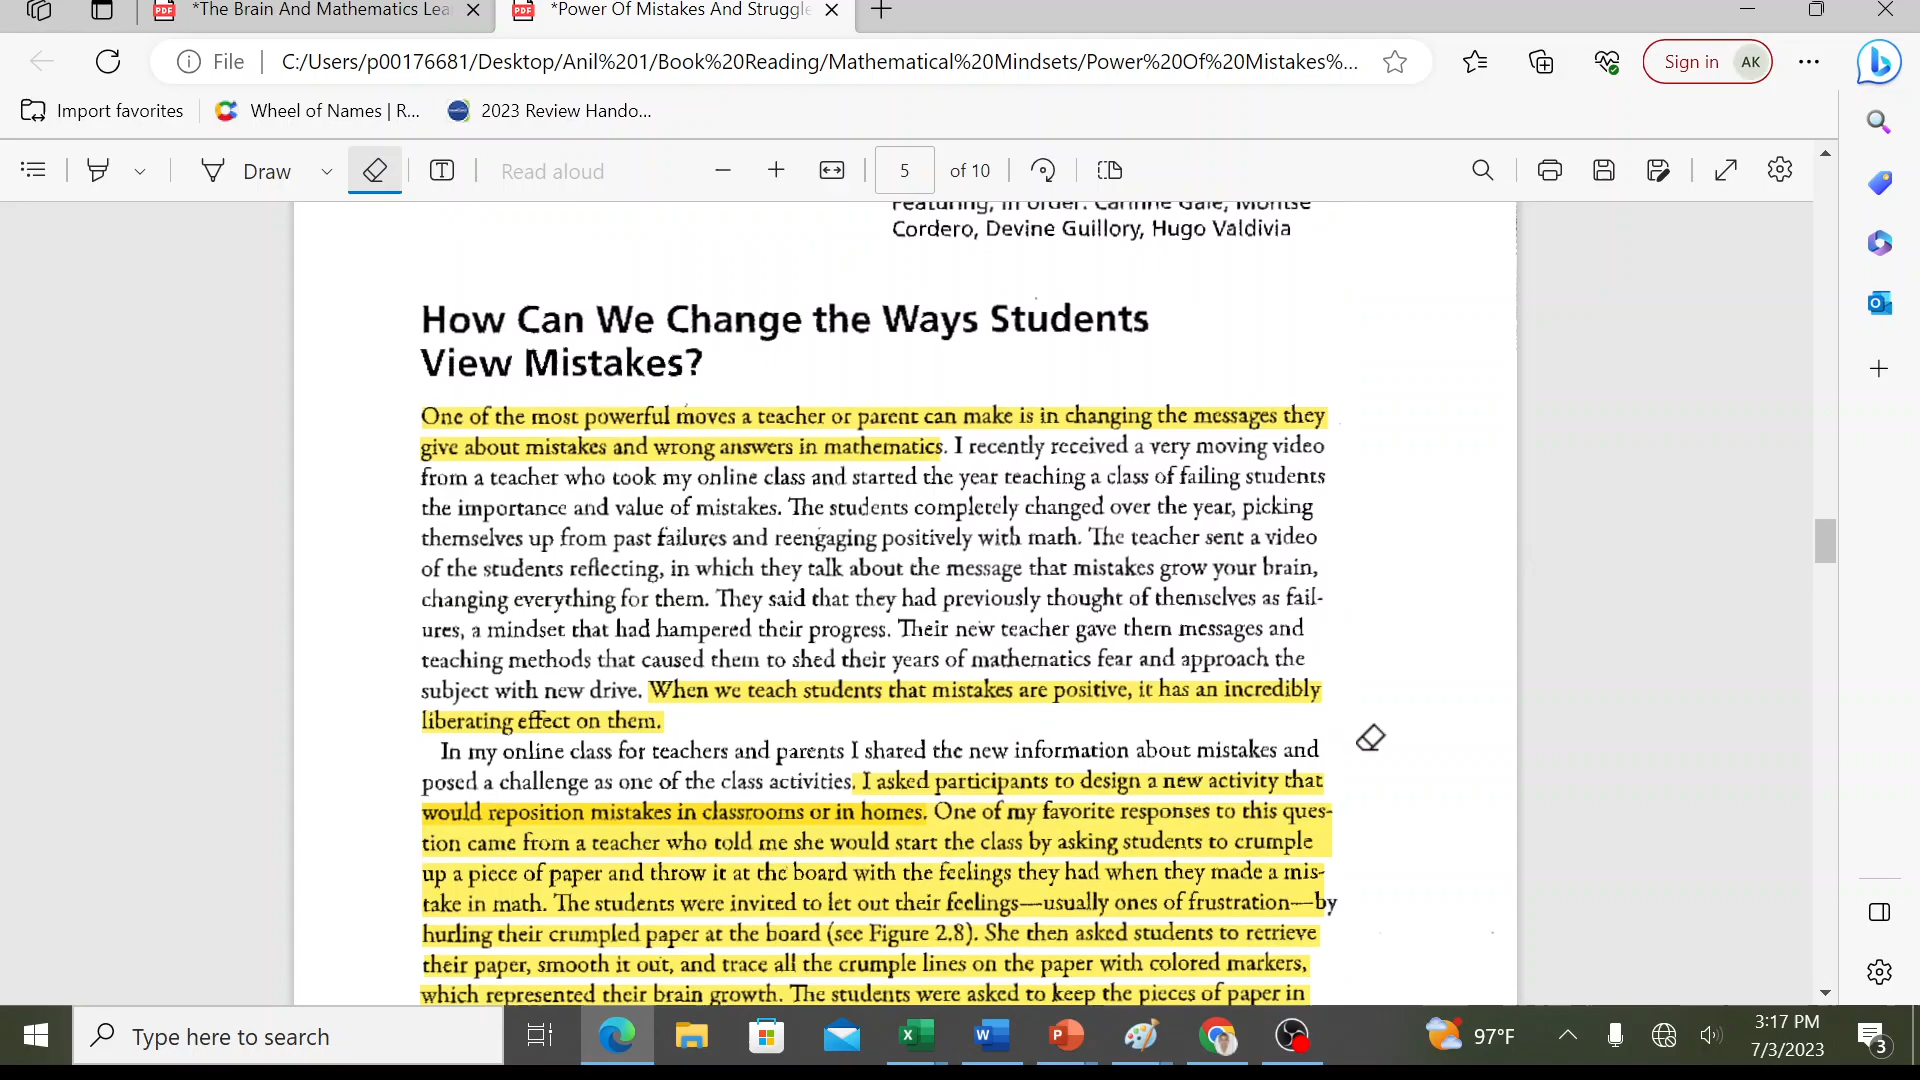 *The Brain And Mathematics Lea
*Power Of Mistakes And Struggle
File
C:/Users/p00176681/Desktop/Anil%201/Book%20Reading/Mathematical%20Mindsets/Power%20Of%20Mistakes%...
Sign in AK
Import favorites
Wheel of Names | R...
2023 Review Hando...
Draw
Read aloud
5 of 10
Featuring, in order: Carinne Gale, Montse
Cordero, Devine Guillory, Hugo Valdivia
How Can We Change the Ways Students
View Mistakes?
One of the most powerful moves a teacher or parent can make is in changing the messages they
give about mistakes and wrong answers in mathematics. I recently received a very moving video
from a teacher who took my online class and started the year teaching a class of failing students
the importance and value of mistakes. The students completely changed over the year, picking
themselves up from past failures and reengaging positively with math. The teacher sent a video
of the students reflecting, in which they talk about the message that mistakes grow your brain,
changing everything for them. They said that they had previously thought of themselves as fail-
ures, a mindset that had hampered their progress. Their new teacher gave them messages and
teaching methods that caused them to shed their years of mathematics fear and approach the
subject with new drive. When we teach students that mistakes are positive, it has an incredibly
liberating effect on them.
In my online class for teachers and parents I shared the new information about mistakes and
posed a challenge as one of the class activities. I asked participants to design a new activity that
would reposition mistakes in classrooms or in homes. One of my favorite responses to this ques-
tion came from a teacher who told me she would start the class by asking students to crumple
up a piece of paper and throw it at the board with the feelings they had when they made a mis-
take in math. The students were invited to let out their feelings—usually ones of frustration—by
hurling their crumpled paper at the board (see Figure 2.8). She then asked students to retrieve
their paper, smooth it out, and trace all the crumple lines on the paper with colored markers,
which represented their brain growth. The students were asked to keep the pieces of paper in
Type here to search
97°F
3:17 PM
7/3/2023
3